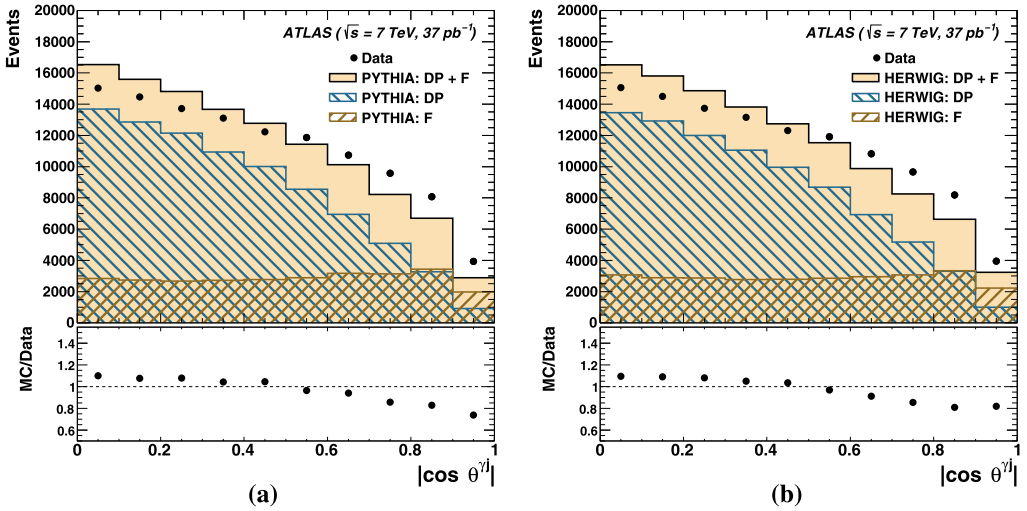 Events
20000
18000
16000
14000
12000
10000
8000
6000
4000
2000
0
ATLAS (√s = 7 TeV, 37 pb⁻¹)
Data
PYTHIA: DP + F
PYTHIA: DP
PYTHIA: F
MC/Data
1.4
1.2
1
0.8
0.6
0 0.2 0.4 0.6 0.8 1
|cos θ^γj|
(a)
Events
20000
18000
16000
14000
12000
10000
8000
6000
4000
2000
0
ATLAS (√s = 7 TeV, 37 pb⁻¹)
Data
HERWIG: DP + F
HERWIG: DP
HERWIG: F
MC/Data
1.4
1.2
1
0.8
0.6
0 0.2 0.4 0.6 0.8 1
|cos θ^γj|
(b)